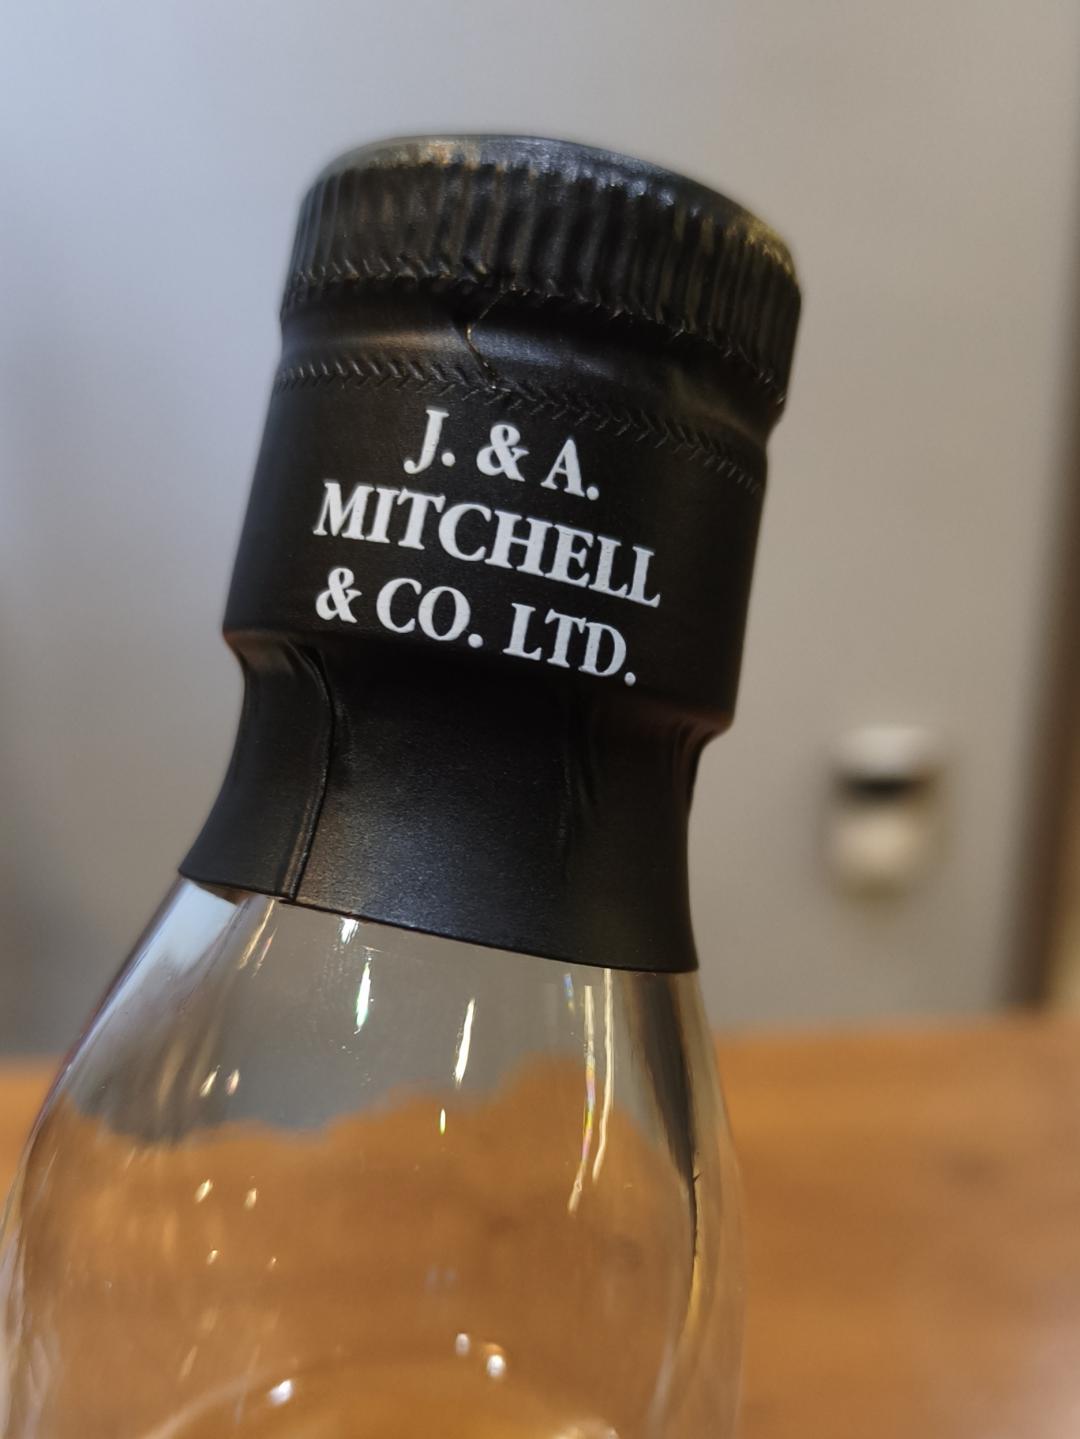 J. & A.
MITCHELL
& CO. LTD.